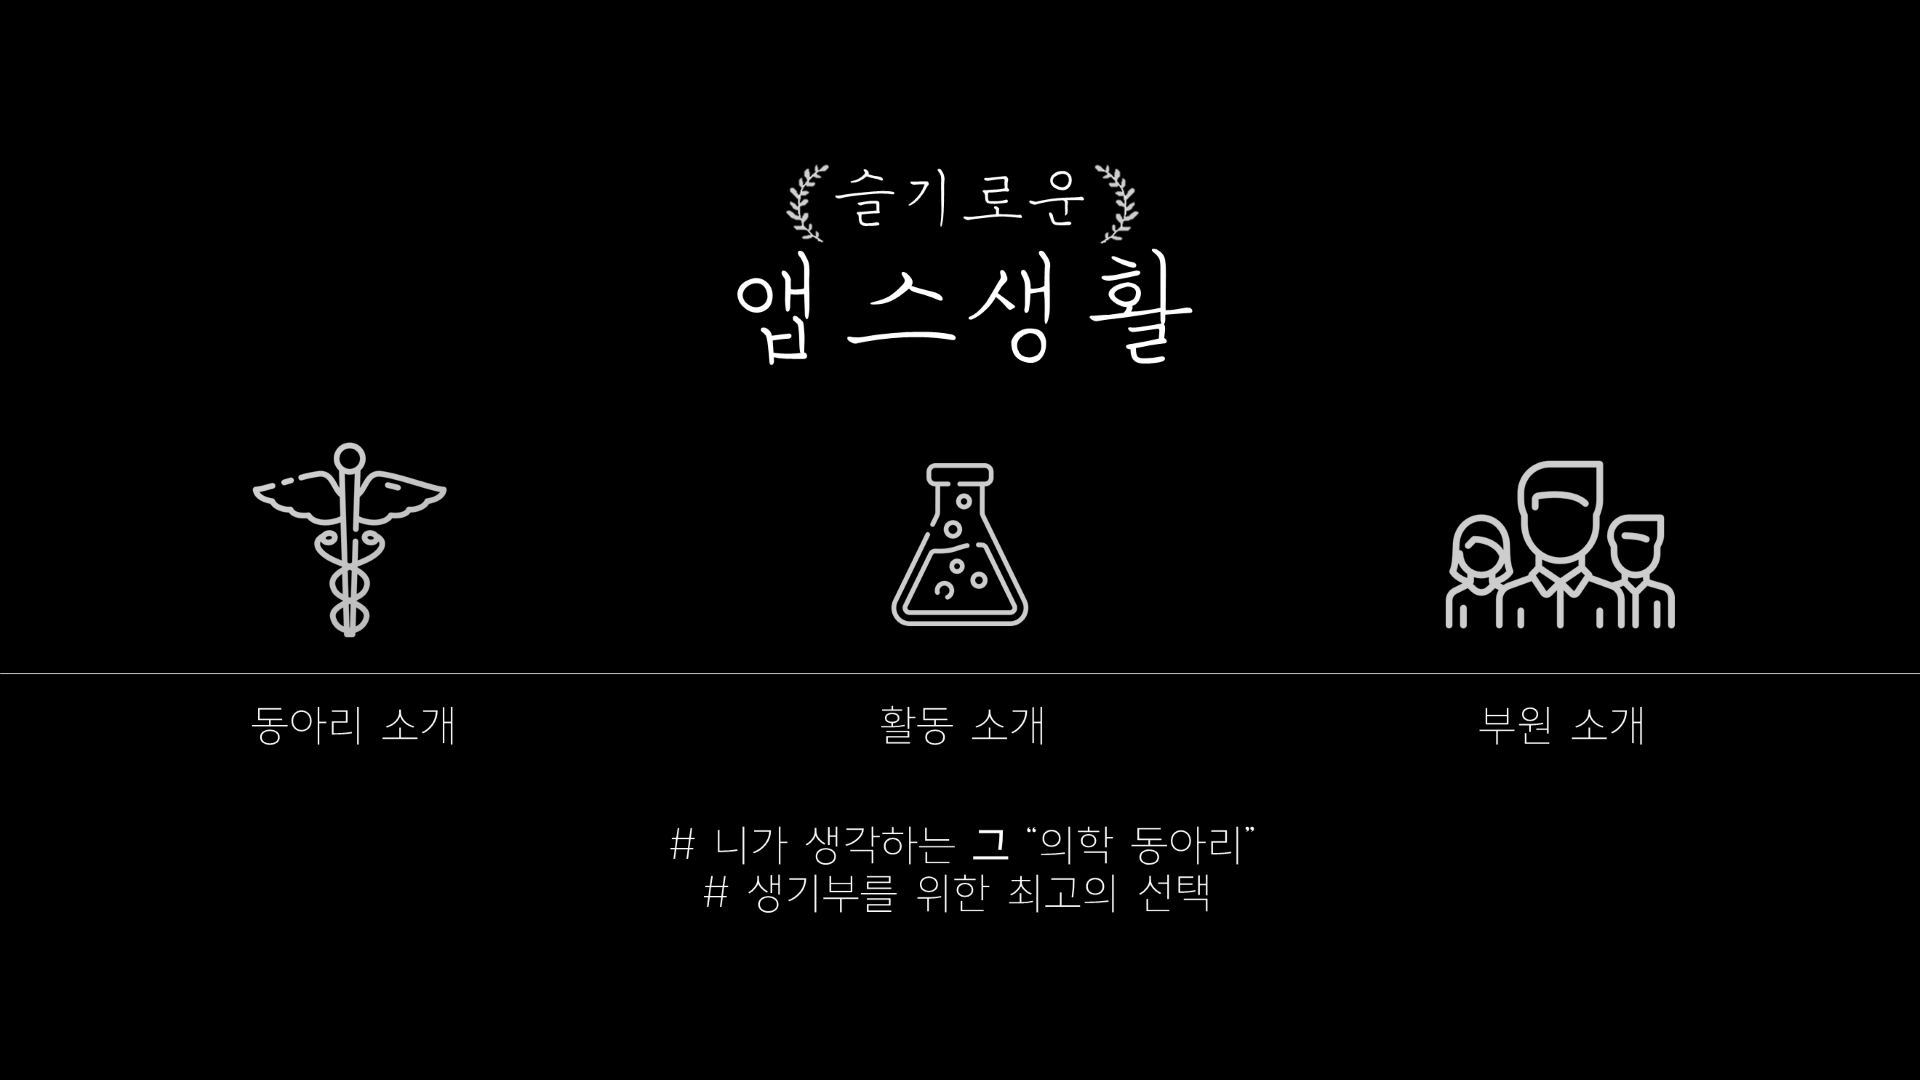 슬기로운
앱스생활
동아리 소개
활동 소개
부원 소개
# 니가 생각하는 그 “의학 동아리”
# 생기부를 위한 최고의 선택